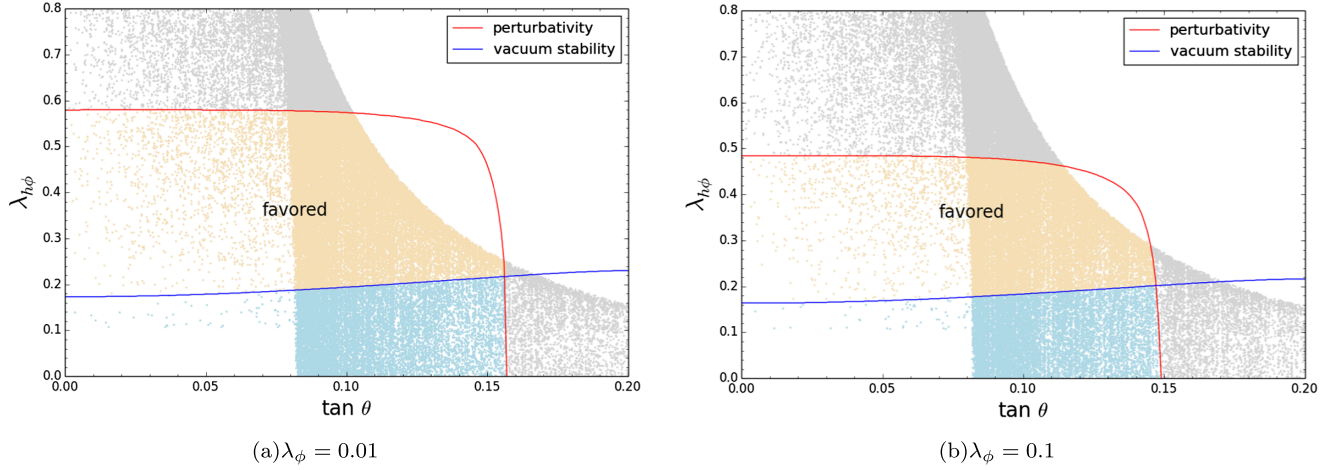 0.8
0.7
0.6
0.5
0.4
0.3
0.2
0.1
0.0
λhϕ
perturbativity
vacuum stability
favored
0.00 0.05 0.10 0.15 0.20
tan θ
(a)λϕ = 0.01
0.8
0.7
0.6
0.5
0.4
0.3
0.2
0.1
0.0
λhϕ
perturbativity
vacuum stability
favored
0.00 0.05 0.10 0.15 0.20
tan θ
(b)λϕ = 0.1